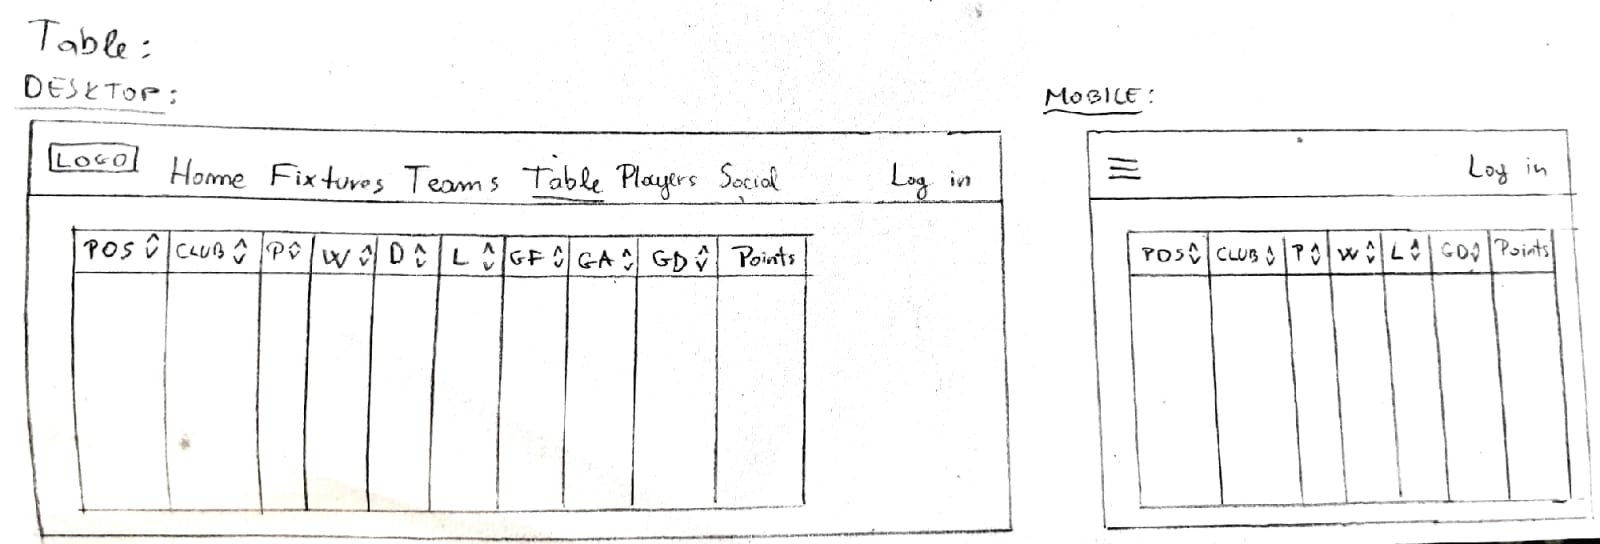 Table:
DESKTOP:
LOGO Home Fixtures Teams Table Players Social Log in
POS CLUB P W D L GF GA GD Points
MOBILE:
Log in
POS CLUB P W L GD Points